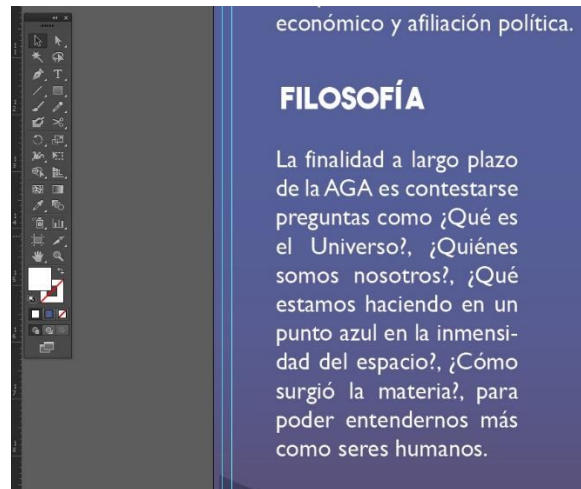 económico y afiliación política.
FILOSOFÍA
La finalidad a largo plazo
de la AGA es contestarse
preguntas como ¿Qué es
el Universo?, ¿Quiénes
somos nosotros?, ¿Qué
estamos haciendo en un
punto azul en la inmensi-
dad del espacio?, ¿Cómo
surgió la materia?, para
poder entendernos más
como seres humanos.